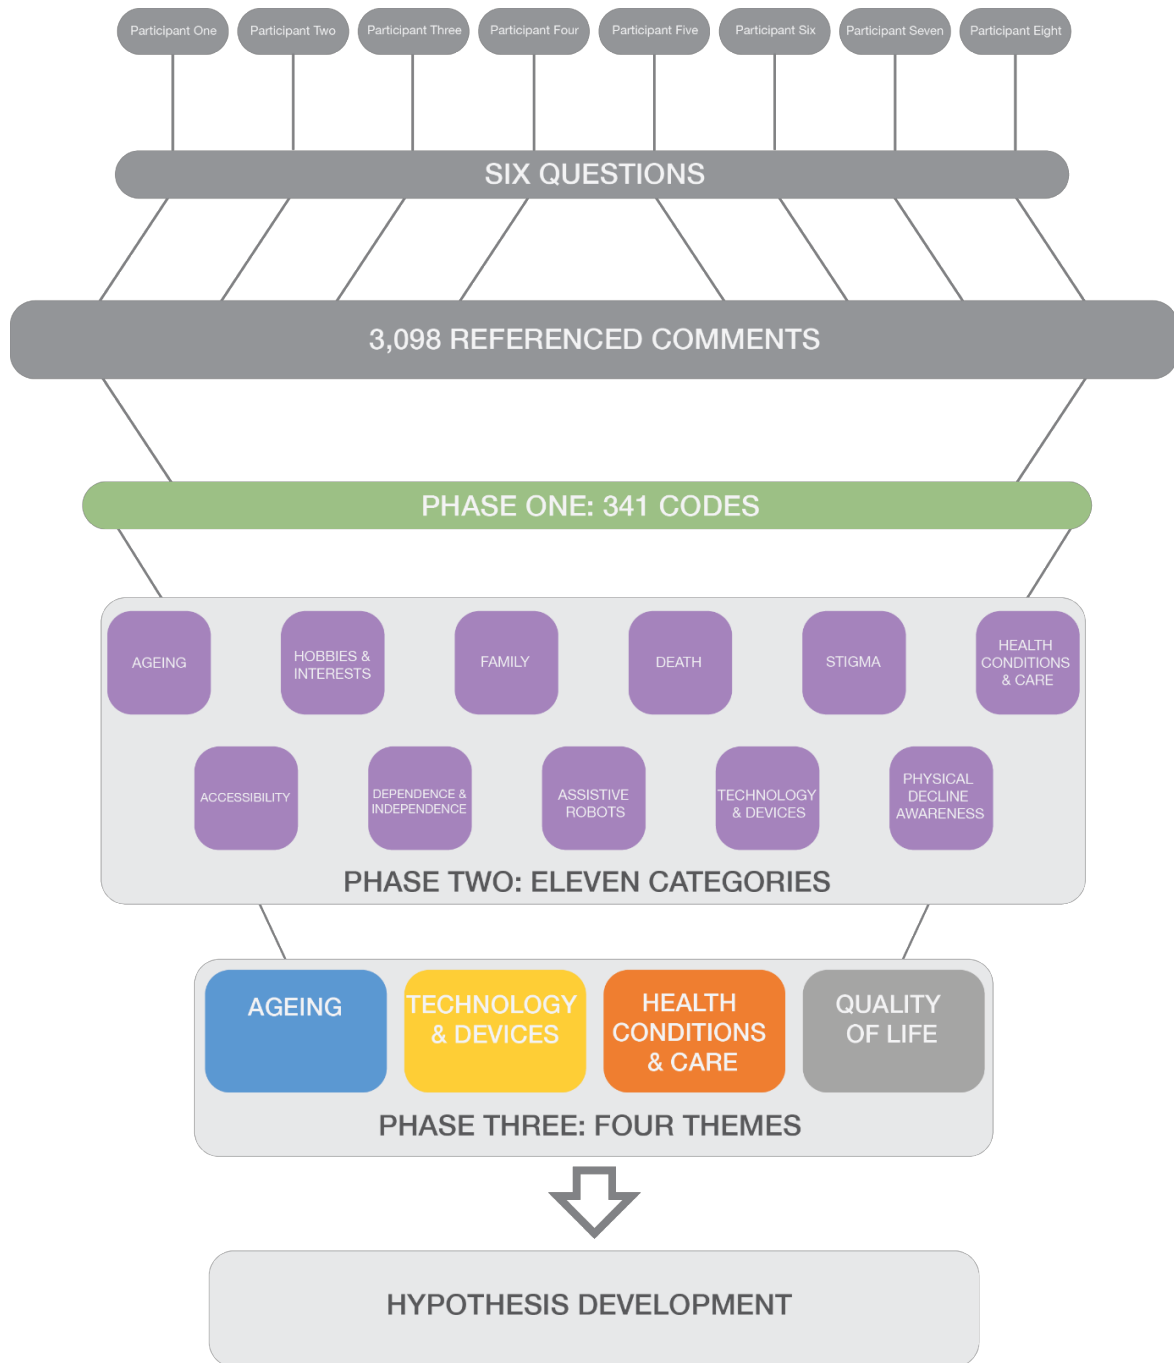 Participant One
Participant Two
Participant Three
Participant Four
Participant Five
Participant Six
Participant Seven
Participant Eight
SIX QUESTIONS
3,098 REFERENCED COMMENTS
PHASE ONE: 341 CODES
AGEING
HOBBIES &
INTERESTS
FAMILY
DEATH
STIGMA
HEALTH
CONDITIONS
& CARE
ACCESSIBILITY
DEPENDENCE &
INDEPENDENCE
ASSISTIVE
ROBOTS
TECHNOLOGY
& DEVICES
PHYSICAL
DECLINE
AWARENESS
PHASE TWO: ELEVEN CATEGORIES
AGEING
TECHNOLOGY
& DEVICES
HEALTH
CONDITIONS
& CARE
QUALITY
OF LIFE
PHASE THREE: FOUR THEMES
HYPOTHESIS DEVELOPMENT